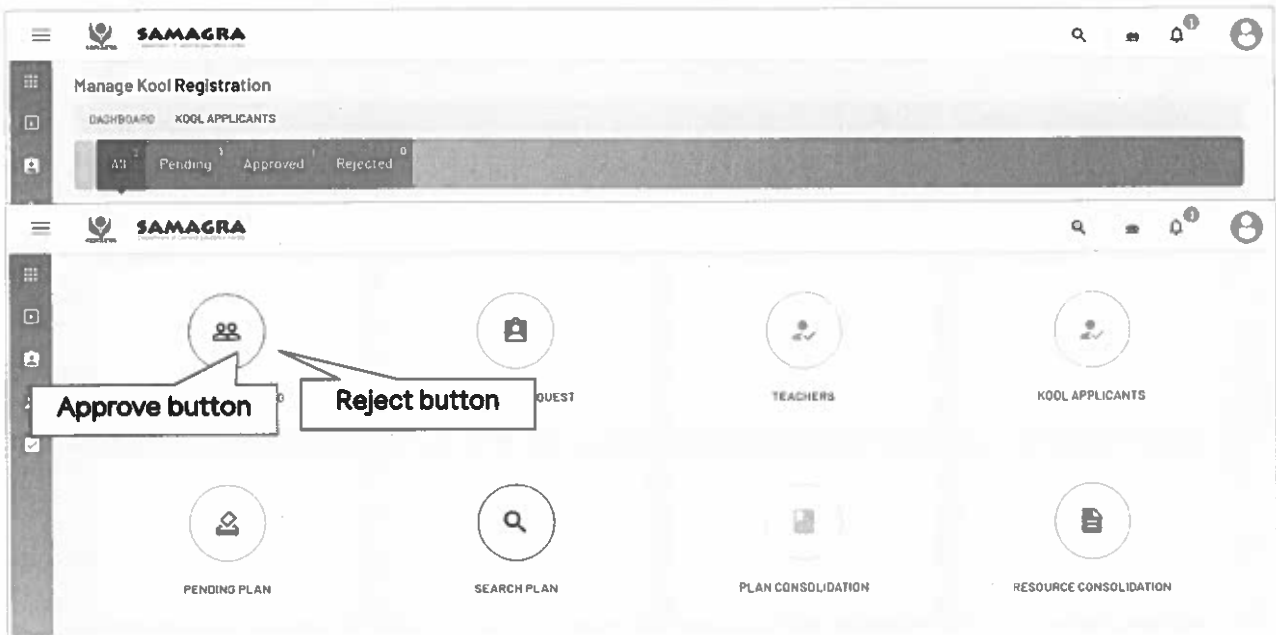 SAMAGRA
1
Manage Kool Registration
DASHBOARD KOOL APPLICANTS
All Pending Approved Rejected 0
SAMAGRA
1
Approve button
Reject button
QUEST
TEACHERS
KOOL APPLICANTS
PENDING PLAN
SEARCH PLAN
PLAN CONSOLIDATION
RESOURCE CONSOLIDATION